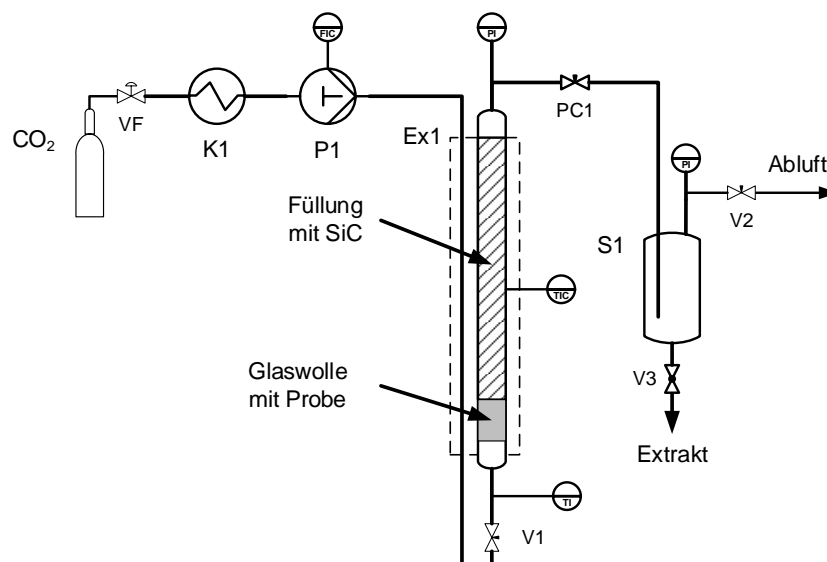 FIC
PI
CO2
VF
K1
P1
Ex1
PC1
PI
Abluft
V2
Füllung
mit SiC
S1
TIC
Glaswolle
mit Probe
V3
Extrakt
TI
V1